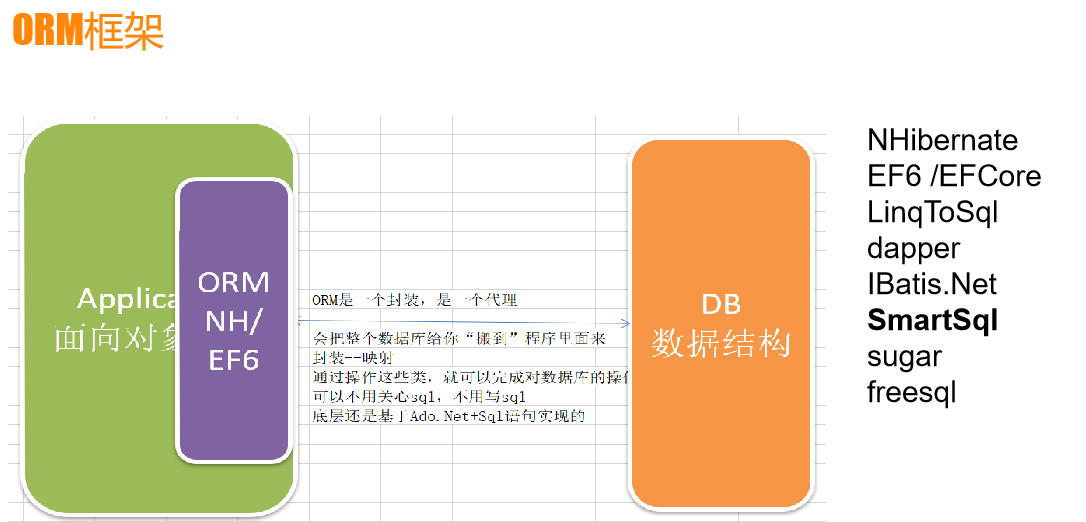 ORM框架
Applica
面向对象
ORM
NH/
EF6
ORM是一个封装，是一个代理
会把整个数据库给你“搬到”程序里面来
封装--映射
通过操作这些类，就可以完成对数据库的操作
可以不用关心sql，不用写sql
底层还是基于Ado.Net+Sql语句实现的
DB
数据结构
NHibernate
EF6 /EFCore
LinqToSql
dapper
IBatis.Net
SmartSql
sugar
freesql